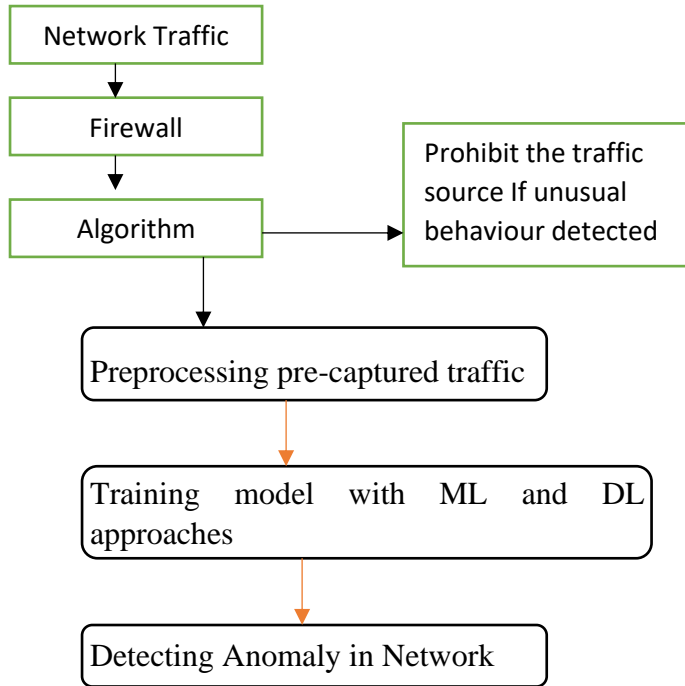 Network Traffic
Firewall
Prohibit the traffic
source If unusual
behaviour detected
Algorithm
Preprocessing pre-captured traffic
Training model with ML and DL
approaches
Detecting Anomaly in Network